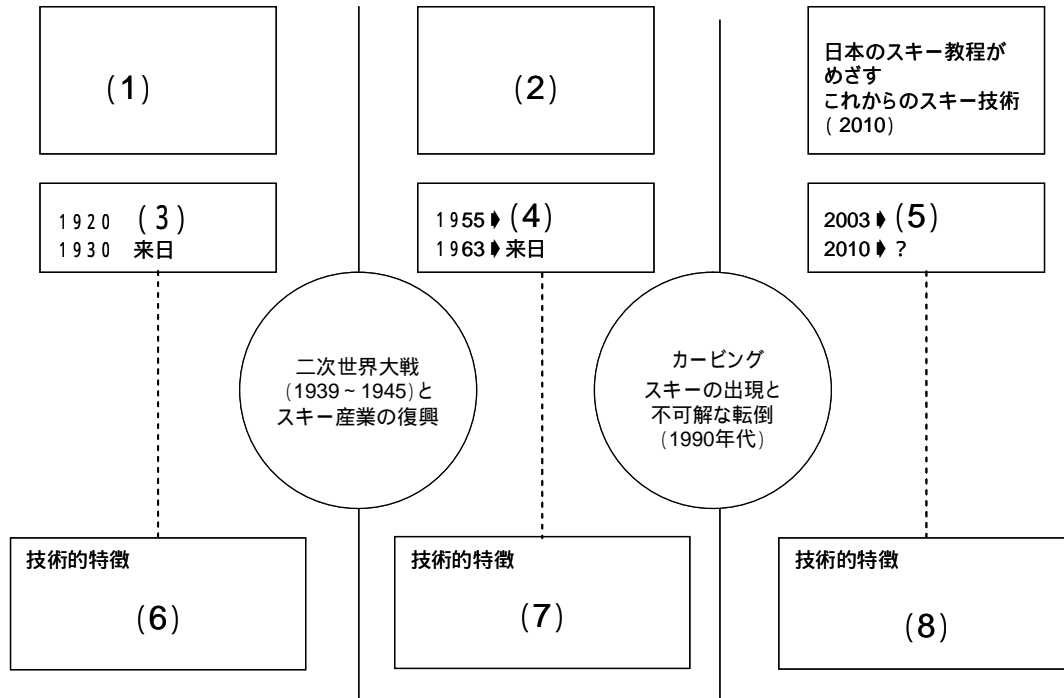 (1)
(2)
日本のスキー教程が
めざす
これからのスキー技術
(2010)
1920 (3)
1930 来日
1955➧(4)
1963➧来日
2003➧(5)
2010➧?
二次世界大戦
(1939~1945)と
スキー産業の復興
カービング
スキーの出現と
不可解な転倒
(1990年代)
技術的特徴
(6)
技術的特徴
(7)
技術的特徴
(8)